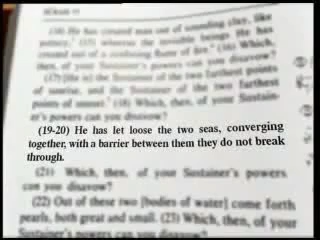 (14) He has created man out of sounding clay, like
pottery, (15) whereas the invisible beings He has
created out of a confusing flame of fire. (16) Which,
then, of your Sustainer's powers can you disavow?
(17) [He is] the Sustainer of the two farthest points
of sunrise, and the Sustainer of the two farthest
points of sunset. (18) Which, then, of your Sustain-
er's powers can you disavow?
(19-20) He has let loose the two seas, converging
together, with a barrier between them they do not break
through.
(21) Which, then, of your Sustainer's powers
can you disavow?
(22) Out of these two [bodies of water] come forth
pearls, both great and small. (23) Which, then, of your
Sustainer's powers can you disavow?